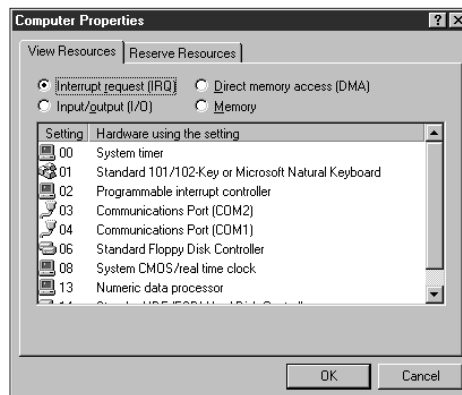 Computer Properties
View Resources Reserve Resources
Interrupt request (IRQ) Direct memory access (DMA)
Input/output (I/O) Memory
Setting Hardware using the setting
00 System timer
01 Standard 101/102-Key or Microsoft Natural Keyboard
02 Programmable interrupt controller
03 Communications Port (COM2)
04 Communications Port (COM1)
06 Standard Floppy Disk Controller
08 System CMOS/real time clock
13 Numeric data processor
OK Cancel